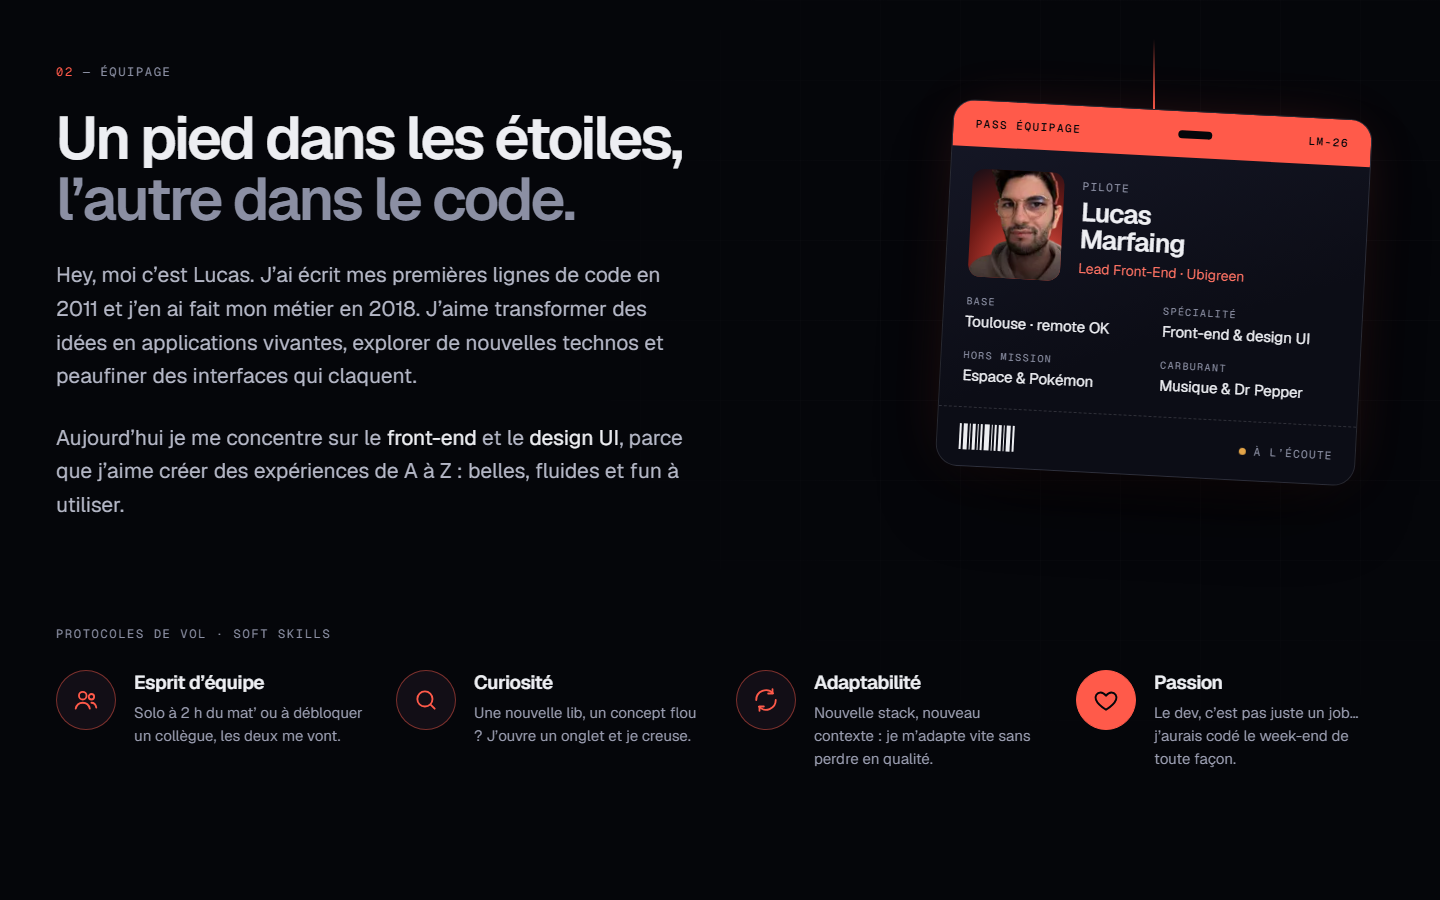 02 — ÉQUIPAGE
Un pied dans les étoiles,
l’autre dans le code.
Hey, moi c’est Lucas. J’ai écrit mes premières lignes de code en
2011 et j’en ai fait mon métier en 2018. J’aime transformer des
idées en applications vivantes, explorer de nouvelles technos et
peaufiner des interfaces qui claquent.
Aujourd’hui je me concentre sur le front-end et le design UI, parce
que j’aime créer des expériences de A à Z : belles, fluides et fun à
utiliser.
PASS ÉQUIPAGE
LM-26
PILOTE
Lucas
Marfaing
Lead Front-End · Ubigreen
BASE
Toulouse · remote OK
SPÉCIALITÉ
Front-end & design UI
HORS MISSION
Espace & Pokémon
CARBURANT
Musique & Dr Pepper
À L’ÉCOUTE
PROTOCOLES DE VOL · SOFT SKILLS
Esprit d’équipe
Solo à 2 h du mat’ ou à débloquer
un collègue, les deux me vont.
Curiosité
Une nouvelle lib, un concept flou
? J’ouvre un onglet et je creuse.
Adaptabilité
Nouvelle stack, nouveau
contexte : je m’adapte vite sans
perdre en qualité.
Passion
Le dev, c’est pas juste un job…
j’aurais codé le week-end de
toute façon.